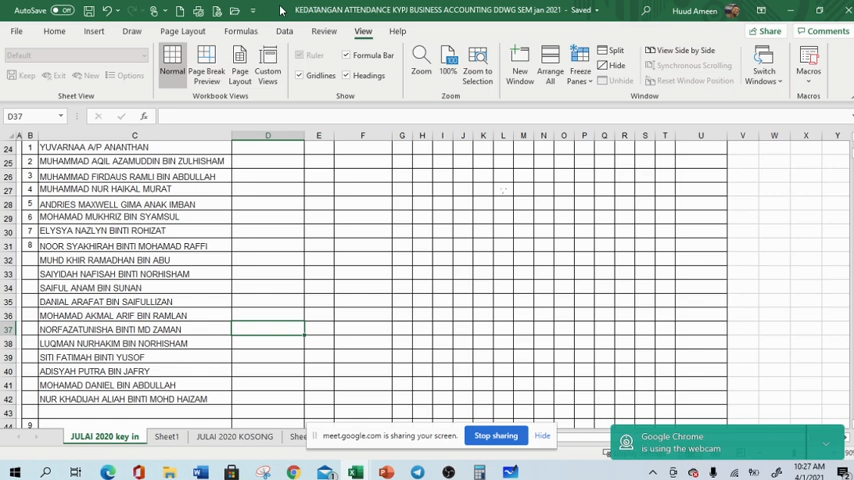 AutoSave Off KEDATANGAN ATTENDANCE KYPJ BUSINESS ACCOUNTING DDWG SEM jan 2021 - Saved Huud Ameen
File Home Insert Draw Page Layout Formulas Data Review View Help Share Comments
Default
Keep Exit New Options
Normal Page Break Preview Page Layout Custom Views
Ruler Formula Bar
Gridlines Headings
Zoom 100% Zoom to Selection
New Window Arrange All Freeze Panes
Split
Hide
Unhide
View Side by Side
Synchronous Scrolling
Reset Window Position
Switch Windows Macros
Sheet View Workbook Views Show Zoom Window Macros
D37 fx
A B C D E F G H I J K L M N O P Q R S T U V W X Y
24 1 YUVARNAA A/P ANANTHAN
25 2 MUHAMMAD AQIL AZAMUDDIN BIN ZULHISHAM
26 3 MUHAMMAD FIRDAUS RAMLI BIN ABDULLAH
27 4 MUHAMMAD NUR HAIKAL MURAT
28 5 ANDRIES MAXWELL GIMA ANAK IMBAN
29 6 MOHAMAD MUKHRIZ BIN SYAMSUL
30 7 ELYSYA NAZLYN BINTI ROHIZAT
31 8 NOOR SYAKHIRAH BINTI MOHAMAD RAFFI
32 MUHD KHIR RAMADHAN BIN ABU
33 SAIYIDAH NAFISAH BINTI NORHISHAM
34 SAIFUL ANAM BIN SUNAN
35 DANIAL ARAFAT BIN SAIFULLIZAN
36 MOHAMAD AKMAL ARIF BIN RAMLAN
37 NORFAZATUNISHA BINTI MD ZAMAN
38 LUQMAN NURHAKIM BIN NORHISHAM
39 SITI FATIMAH BINTI YUSOF
40 ADISYAH PUTRA BIN JAFRY
41 MOHAMAD DANIEL BIN ABDULLAH
42 NUR KHADIJAH ALIAH BINTI MOHD HAIZAM
43
44 9
JULAI 2020 key in Sheet1 JULAI 2020 KOSONG Shee
meet.google.com is sharing your screen. Stop sharing Hide
Google Chrome
is using the webcam
10:27 AM
4/1/2021